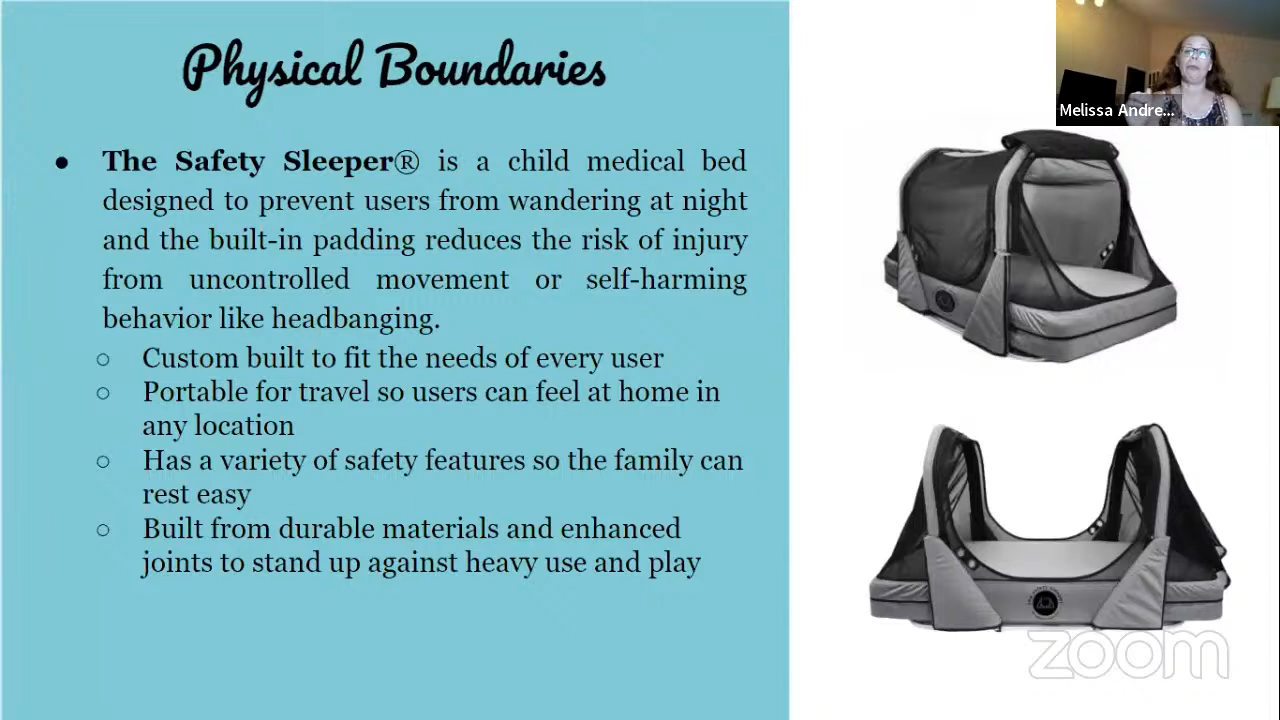 Physical Boundaries
Melissa Andre...
● The Safety Sleeper® is a child medical bed
designed to prevent users from wandering at night
and the built-in padding reduces the risk of injury
from uncontrolled movement or self-harming
behavior like headbanging.
○ Custom built to fit the needs of every user
○ Portable for travel so users can feel at home in
any location
○ Has a variety of safety features so the family can
rest easy
○ Built from durable materials and enhanced
joints to stand up against heavy use and play
zoom